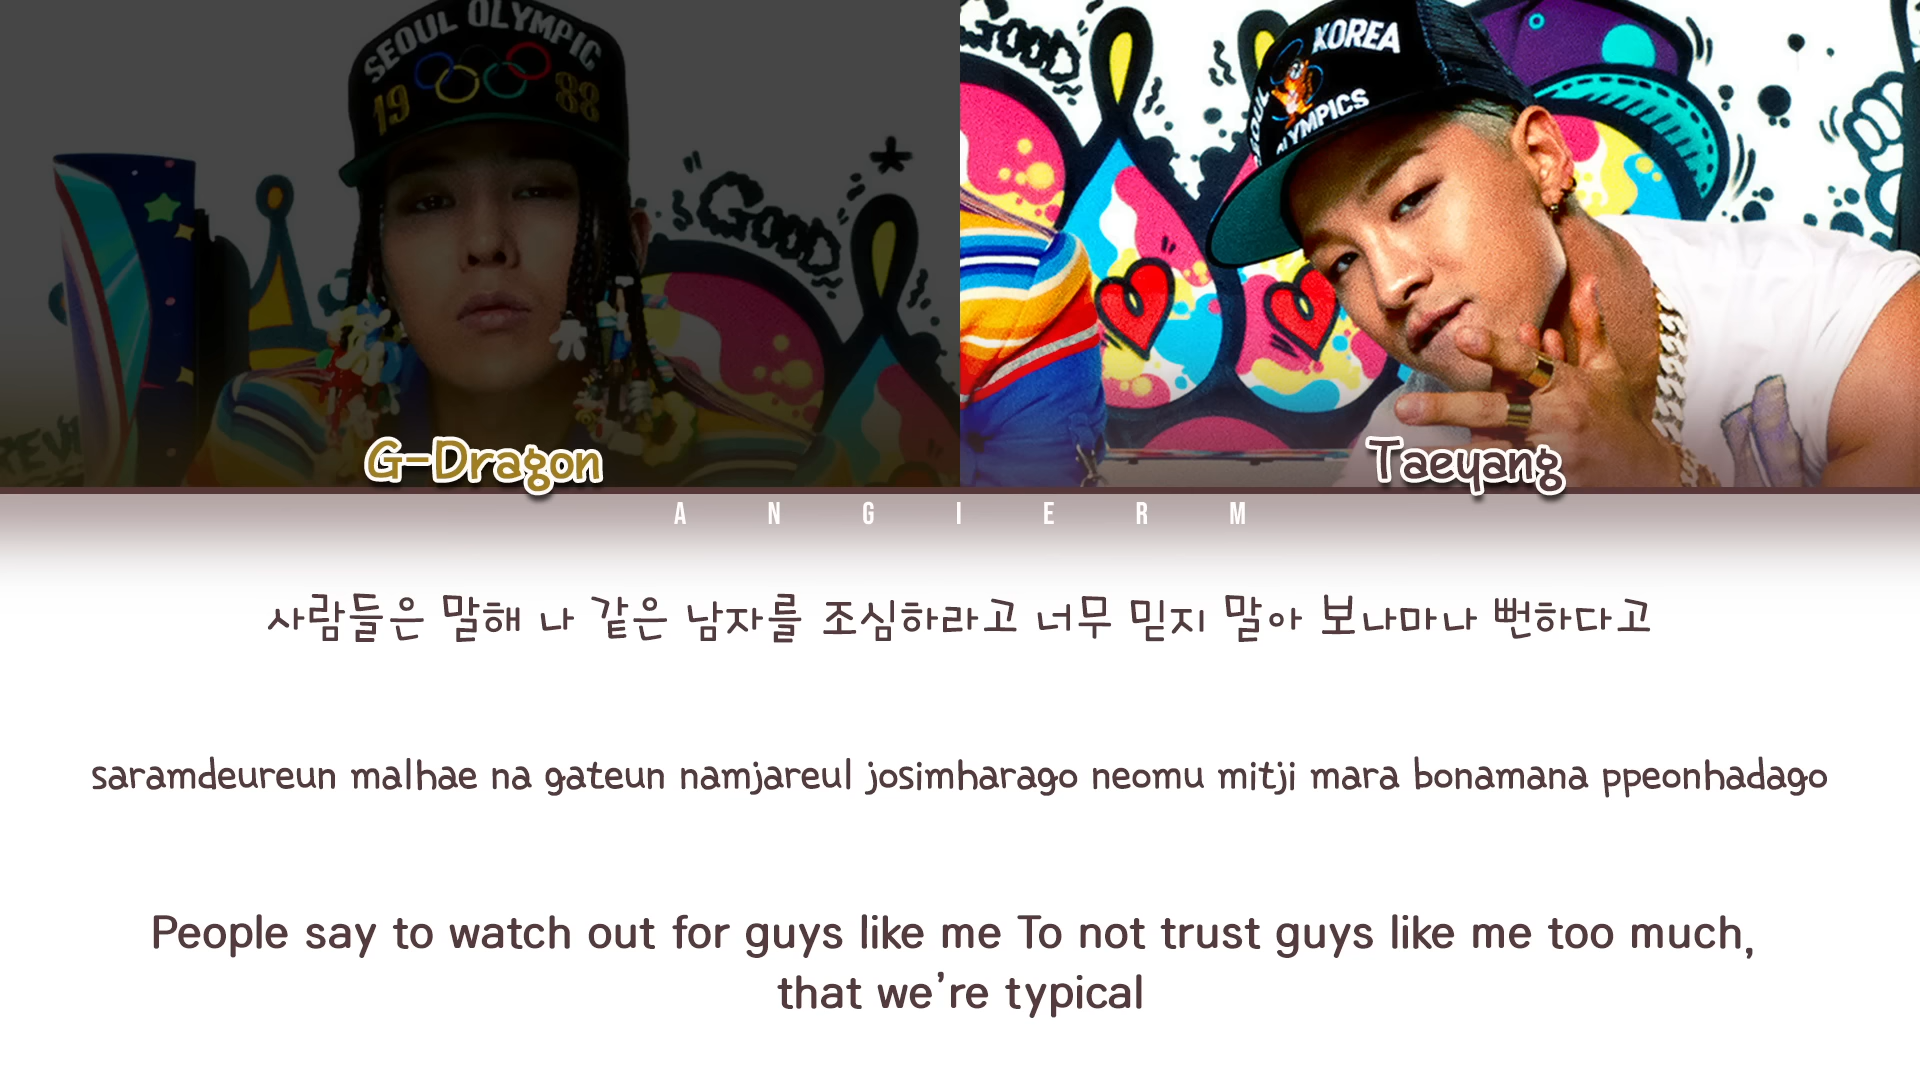 SEOUL OLYMPIC
19 88
GOOD
REVE
GOOD
KOREA
SEOUL
OLYMPICS
G-Dragon
Taeyang
A N G I E R M
사람들은 말해 나 같은 남자를 조심하라고 너무 믿지 말아 보나마나 뻔하다고
saramdeureun malhae na gateun namjareul josimharago neomu mitji mara bonamana ppeonhadago
People say to watch out for guys like me To not trust guys like me too much,
that we're typical